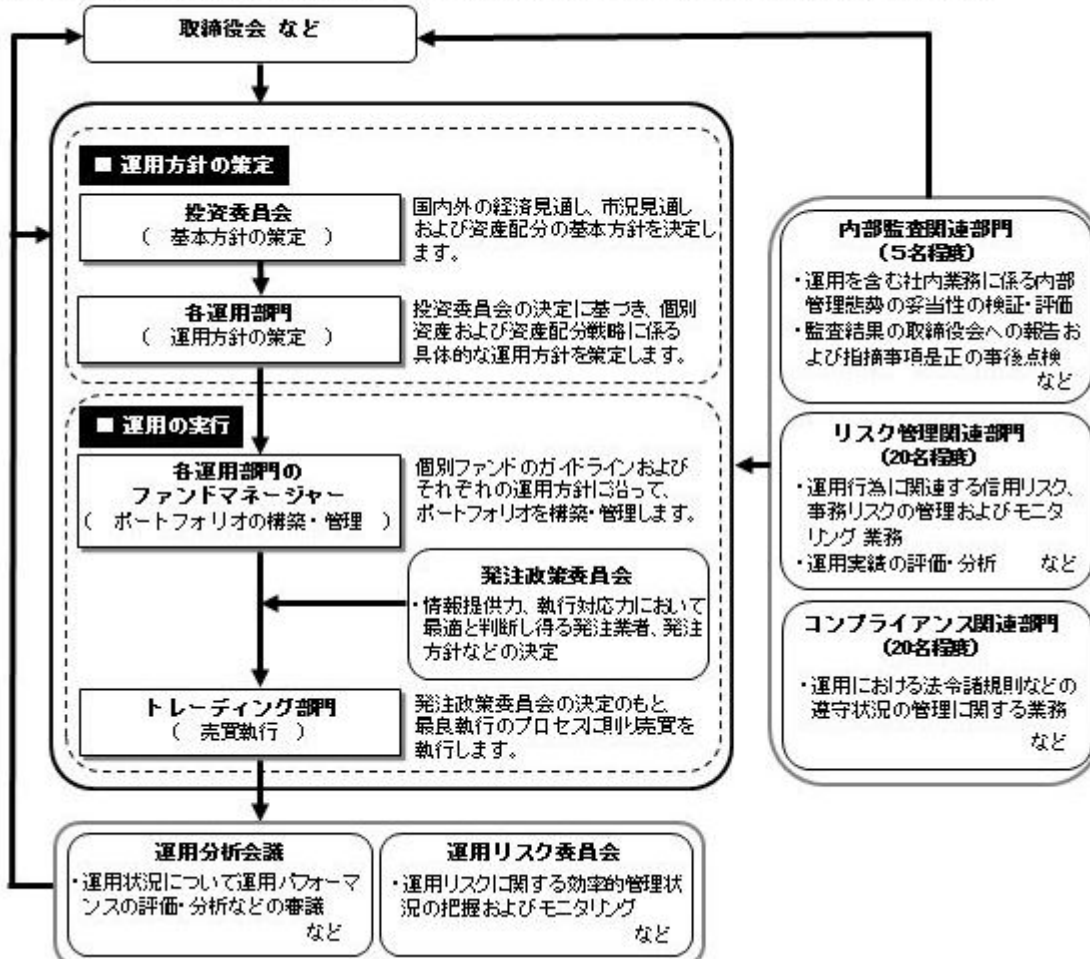 取締役会 など
■ 運用方針の策定
投資委員会
( 基本方針の策定 )
国内外の経済見通し、市況見通し
および資産配分の基本方針を決定し
ます。
各運用部門
( 運用方針の策定 )
投資委員会の決定に基づき、個別
資産および資産配分戦略に係る
具体的な運用方針を策定します。
■ 運用の実行
各運用部門の
ファンドマネージャー
( ポートフォリオの構築・管理 )
個別ファンドのガイドラインおよび
それぞれの運用方針に沿って、
ポートフォリオを構築・管理します。
発注政策委員会
・情報提供力、執行対応力において
最適と判断し得る発注業者、発注
方針などの決定
トレーディング部門
( 売買執行 )
発注政策委員会の決定のもと、
最良執行のプロセスに則り売買を
執行します。
運用分析会議
・運用状況について運用パフォーマ
ンスの評価・分析などの審議
など
運用リスク委員会
・運用リスクに関する効率的管理状
況の把握およびモニタリング
など
内部監査関連部門
(5名程度)
・運用を含む社内業務に係る内部
管理態勢の妥当性の検証・評価
・監査結果の取締役会への報告お
よび指摘事項是正の事後点検
など
リスク管理関連部門
(20名程度)
・運用行為に関連する信用リスク、
事務リスクの管理およびモニタ
リング 業務
・運用実績の評価・分析 など
コンプライアンス関連部門
(20名程度)
・運用における法令諸規則などの
遵守状況の管理に関する業務
など